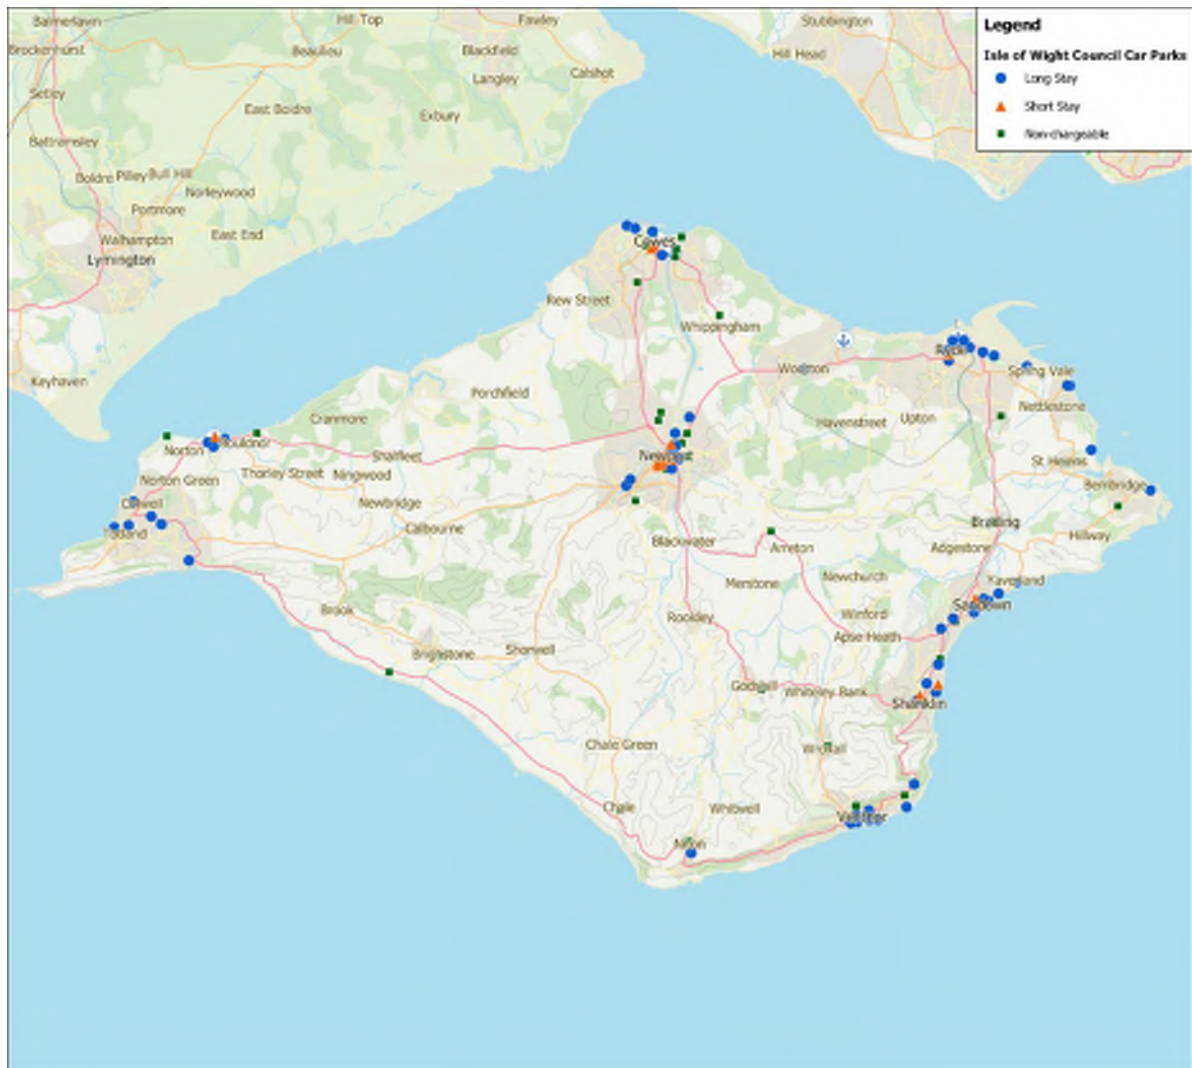 Balmerlawn
Hill Top
Fawley
Stubbington
Brockenhurst
Beaulieu
Blackfield
Hill Head
Langley
Calshot
Setley
East Boldre
Exbury
Battramsley
Boldre
Pilley
Bull Hill
Norleywood
Portmore
Walhampton
East End
Lymington
Keyhaven
Legend
Isle of Wight Council Car Parks
Long Stay
Short Stay
Non-chargeable
Cowes
Rew Street
Whippingham
Ryde
Wootton
Spring Vale
Porchfield
Nettlestone
Cranmore
Havenstreet
Upton
Norton
Shalfleet
Newport
St Helens
Thorley Street
Ningwood
Norton Green
Bembridge
Colwell
Newbridge
Calbourne
Brading
Totland
Hillway
Blackwater
Arreton
Adgestone
Merstone
Newchurch
Yaverland
Brook
Rookley
Winford
Sandown
Apse Heath
Brighstone
Shorwell
Godshill
Whiteley Bank
Shanklin
Chale Green
Wroxall
Chale
Whitwell
Ventnor
Niton